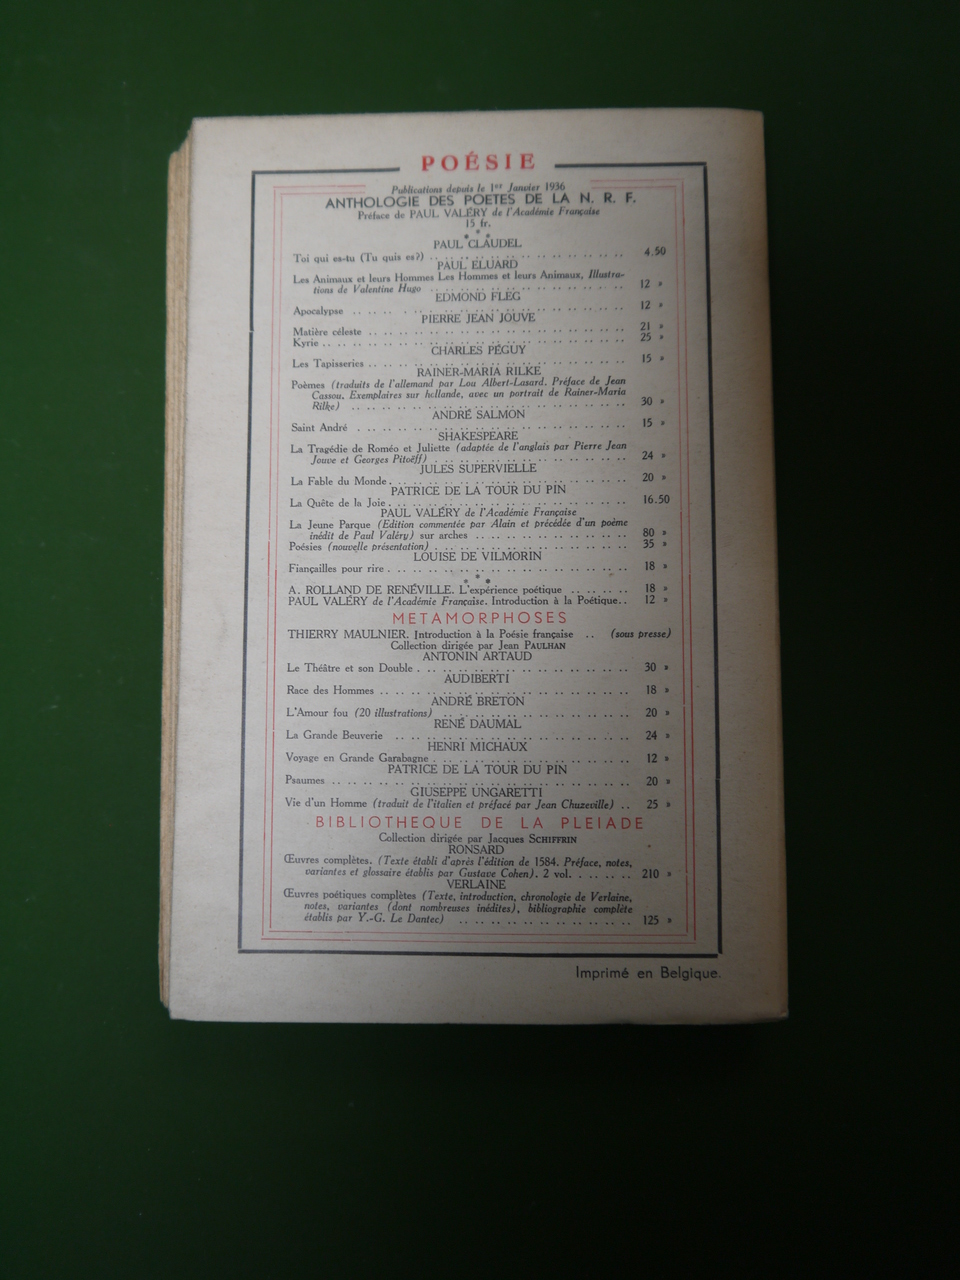 POÉSIE
Publications depuis le 1er Janvier 1936
ANTHOLOGIE DES POETES DE LA N. R. F.
Préface de PAUL VALÉRY de l'Académie Française
15 fr.
* * *
PAUL CLAUDEL
Toi qui es-tu (Tu quis es?) .. 4.50
PAUL ELUARD
Les Animaux et leurs Hommes Les Hommes et leurs Animaux, Illustra-
tions de Valentine Hugo .. 12 »
EDMOND FLEG
Apocalypse .. 12 »
PIERRE JEAN JOUVE
Matière céleste .. 21 »
Kyrie .. 25 »
CHARLES PÉGUY
Les Tapisseries .. 15 »
RAINER-MARIA RILKE
Poèmes (traduits de l'allemand par Lou Albert-Lasard. Préface de Jean
Cassou. Exemplaires sur hollande, avec un portrait de Rainer-Maria
Rilke) .. 30 »
ANDRÉ SALMON
Saint André .. 15 »
SHAKESPEARE
La Tragédie de Roméo et Juliette (adaptée de l'anglais par Pierre Jean
Jouve et Georges Pitoëff) .. 24 »
JULES SUPERVIELLE
La Fable du Monde .. 20 »
PATRICE DE LA TOUR DU PIN
La Quête de la Joie .. 16.50
PAUL VALÉRY de l'Académie Française
La Jeune Parque (Edition commentée par Alain et précédée d'un poème
inédit de Paul Valéry) sur arches .. 80 »
Poésies (nouvelle présentation) .. 35 »
LOUISE DE VILMORIN
Fiançailles pour rire .. 18 »
* * *
A. ROLLAND DE RENÉVILLE. L'expérience poétique .. 18 »
PAUL VALÉRY de l'Académie Française. Introduction à la Poétique.. 12 »
METAMORPHOSES
THIERRY MAULNIER. Introduction à la Poésie française .. (sous presse)
Collection dirigée par Jean PAULHAN
ANTONIN ARTAUD
Le Théâtre et son Double .. 30 »
AUDIBERTI
Race des Hommes .. 18 »
ANDRÉ BRETON
L'Amour fou (20 illustrations) .. 20 »
RENÉ DAUMAL
La Grande Beuverie .. 24 »
HENRI MICHAUX
Voyage en Grande Garabagne .. 12 »
PATRICE DE LA TOUR DU PIN
Psaumes .. 20 »
GIUSEPPE UNGARETTI
Vie d'un Homme (traduit de l'italien et préfacé par Jean Chuzeville) .. 25 »
BIBLIOTHEQUE DE LA PLEIADE
Collection dirigée par Jacques SCHIFFRIN
RONSARD
Œuvres complètes. (Texte établi d'après l'édition de 1584. Préface, notes,
variantes et glossaire établis par Gustave Cohen). 2 vol. .. 210 »
VERLAINE
Œuvres poétiques complètes (Texte, introduction, chronologie de Verlaine,
notes, variantes (dont nombreuses inédites), bibliographie complète
établis par Y.-G. Le Dantec) .. 125 »
Imprimé en Belgique.